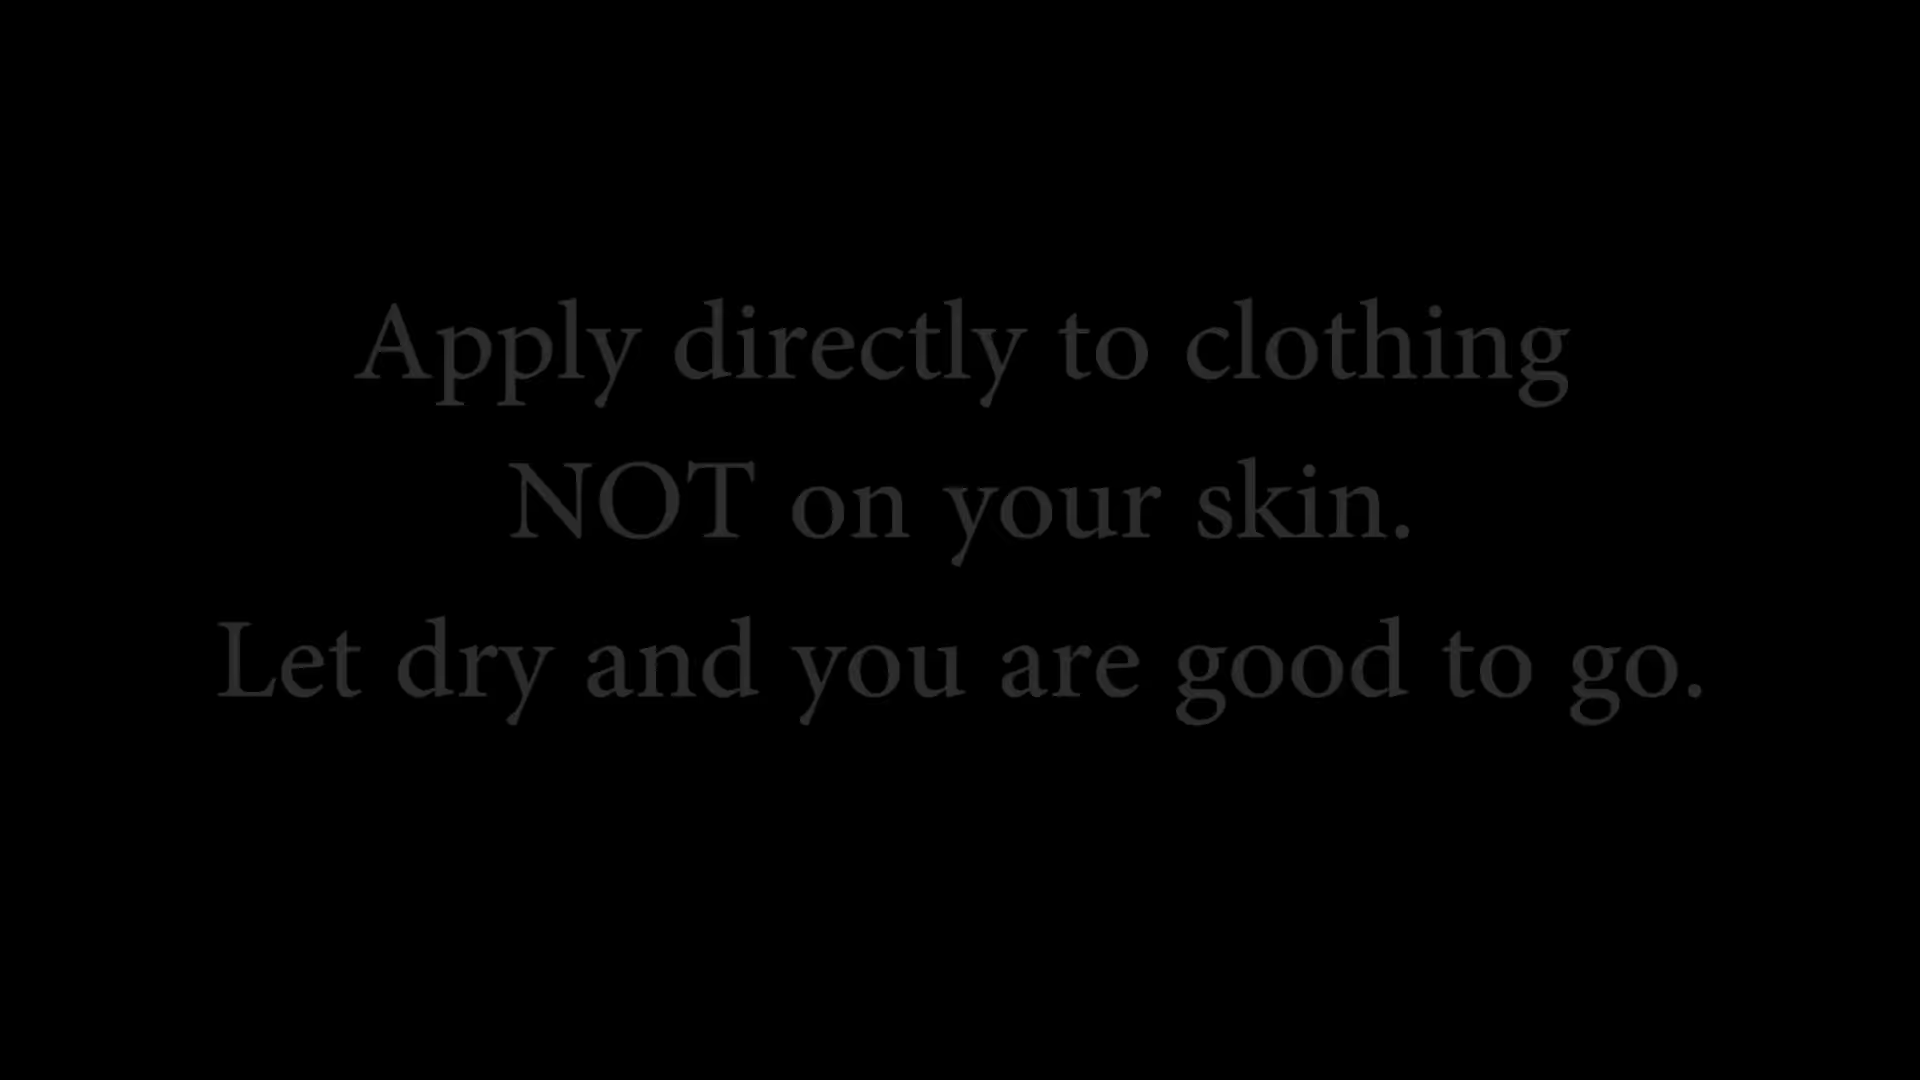 Apply directly to clothing
NOT on your skin.
Let dry and you are good to go.